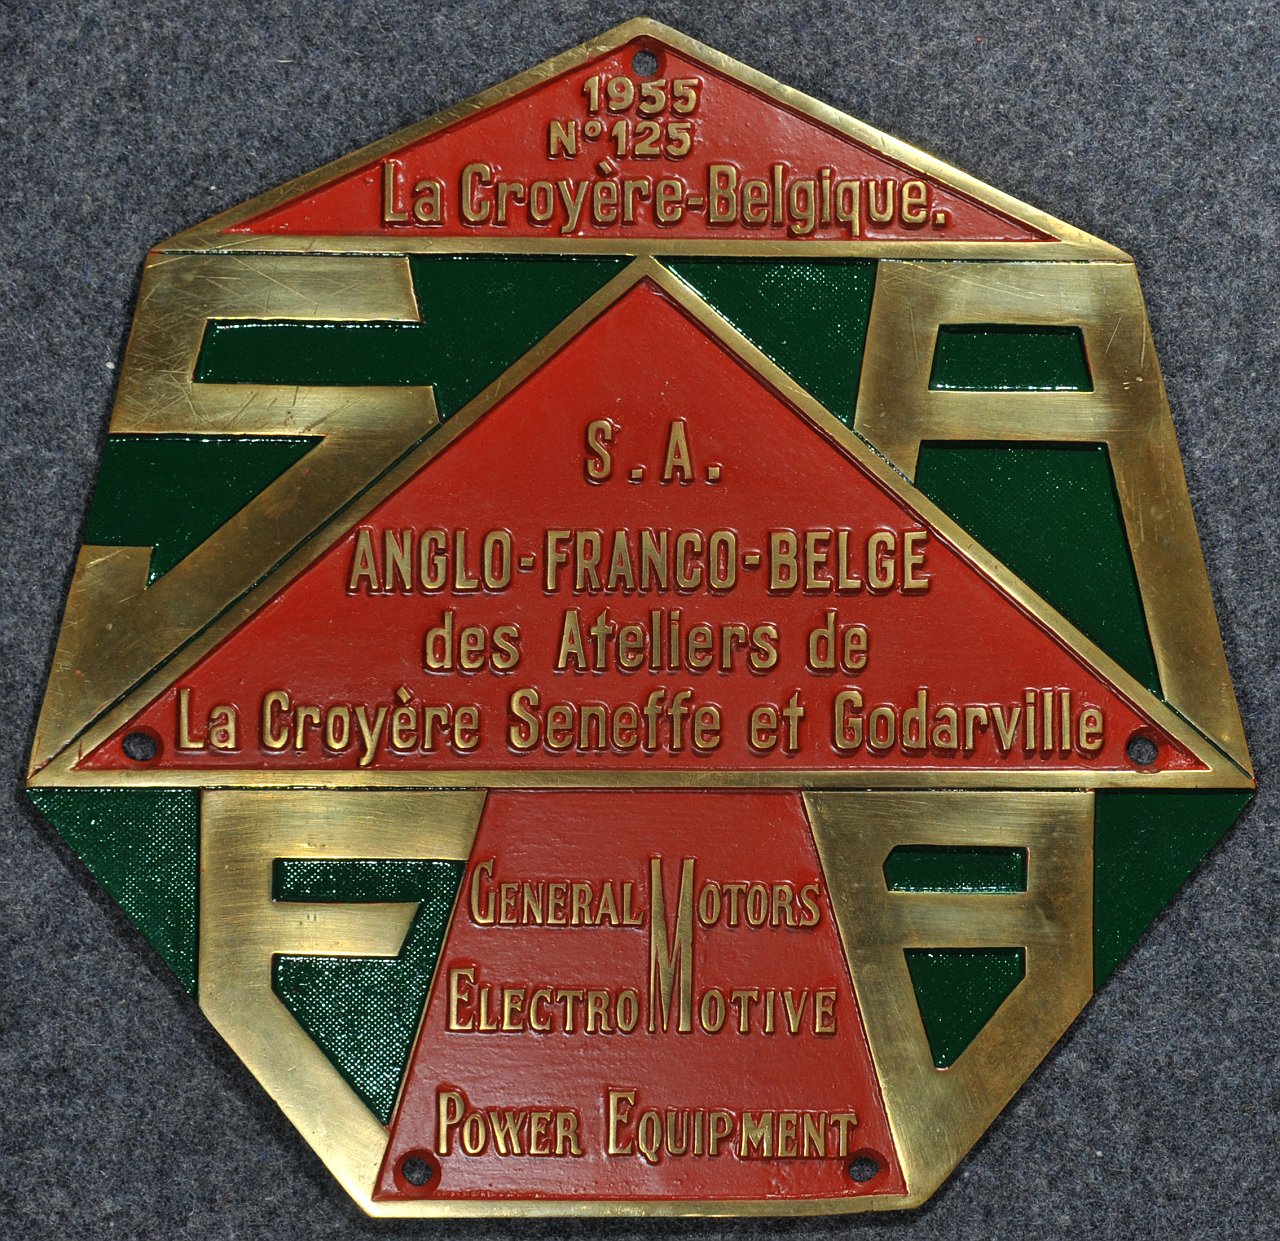 1955
N° 125
La Croyère-Belgique.
S A
S.A.
ANGLO-FRANCO-BELGE
des Ateliers de
La Croyère Seneffe et Godarville
F B
GENERAL MOTORS
ELECTRO MOTIVE
POWER EQUIPMENT